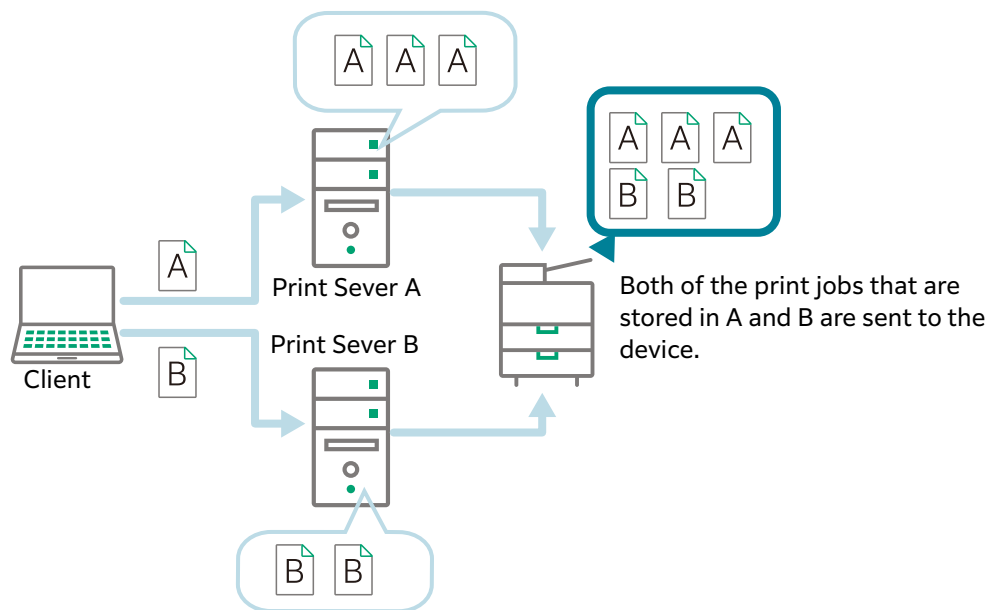 A A A
A A A
B B
A
Print Sever A
Both of the print jobs that are
stored in A and B are sent to the
device.
Print Sever B
B
Client
B B